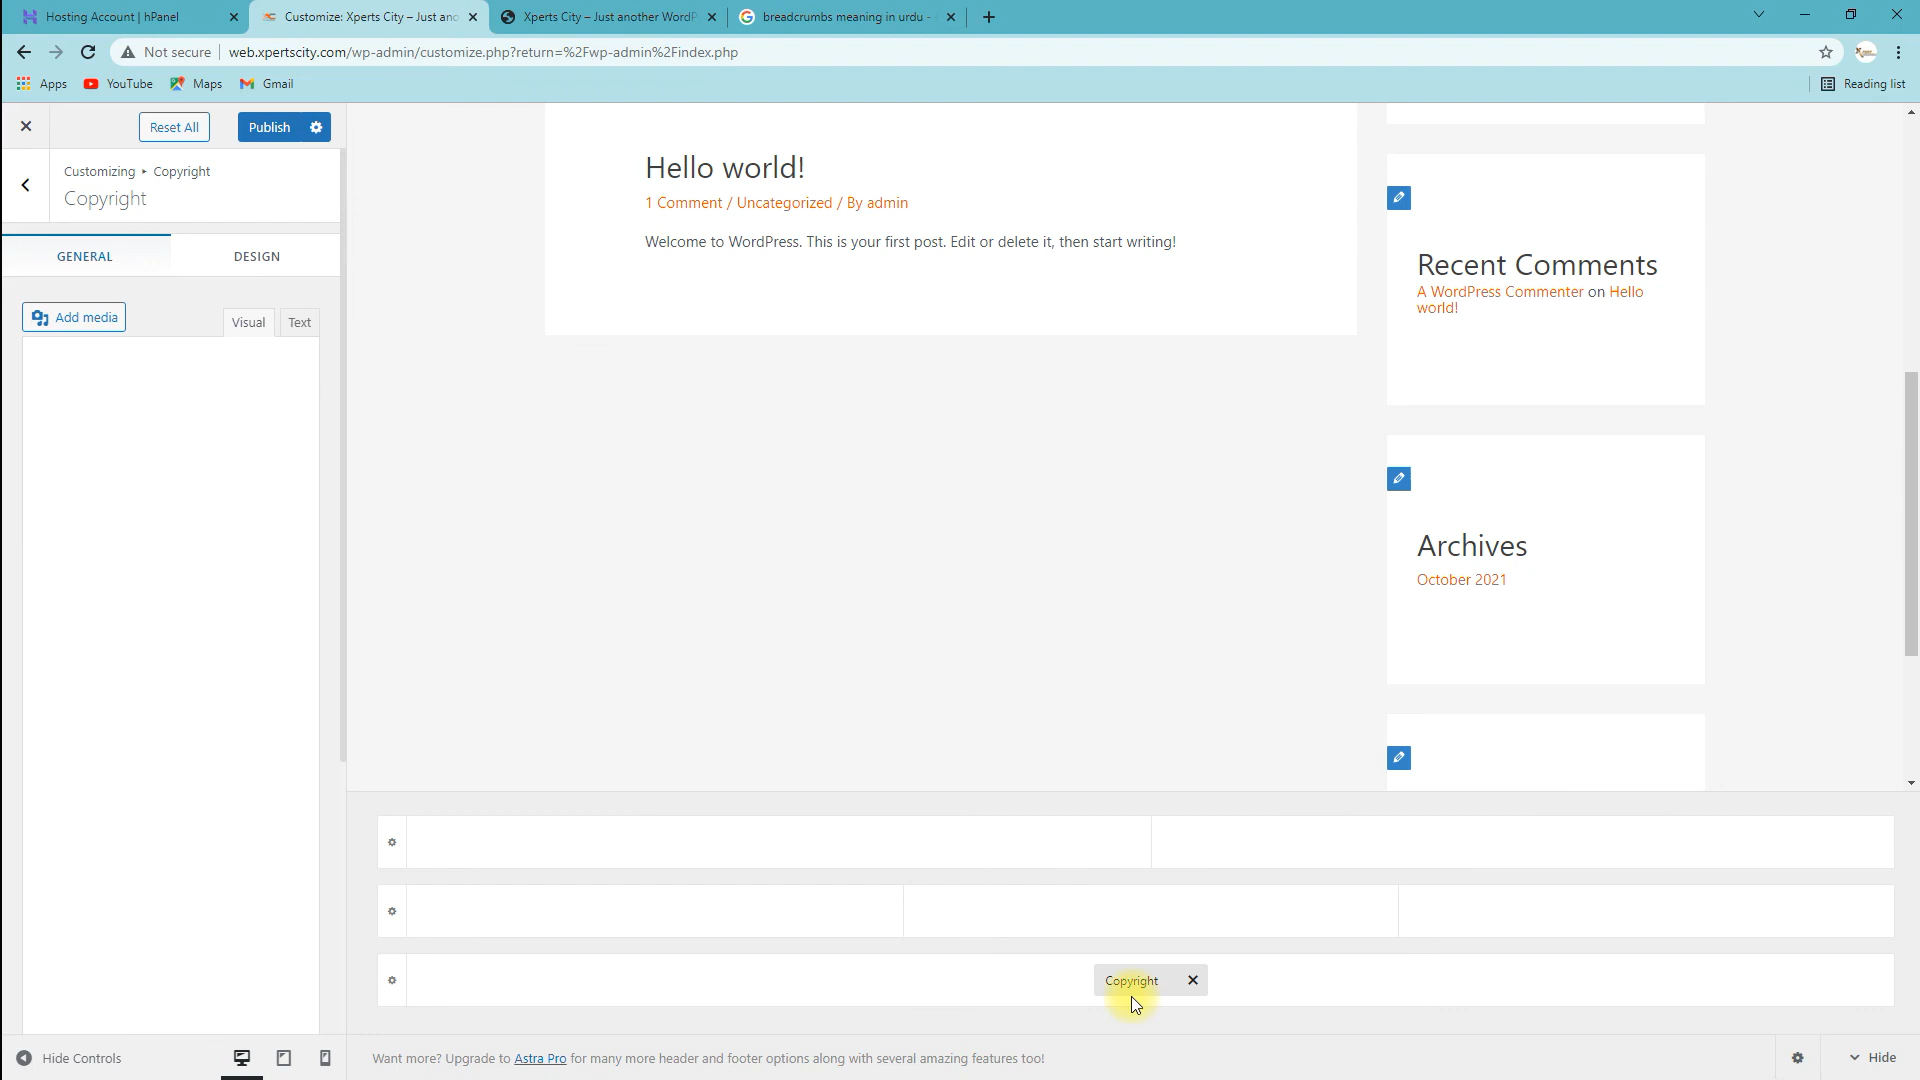 Hosting Account | hPanel
Customize: Xperts City – Just ano
Xperts City – Just another WordP
breadcrumbs meaning in urdu -
Not secure
web.xpertscity.com/wp-admin/customize.php?return=%2Fwp-admin%2Findex.php
Apps
YouTube
Maps
Gmail
Reading list
Reset All
Publish
Customizing ▸ Copyright
Copyright
GENERAL
DESIGN
Add media
Visual
Text
Hello world!
1 Comment / Uncategorized / By admin
Welcome to WordPress. This is your first post. Edit or delete it, then start writing!
Recent Comments
A WordPress Commenter on Hello
world!
Archives
October 2021
Copyright
Hide Controls
Want more? Upgrade to Astra Pro for many more header and footer options along with several amazing features too!
Hide